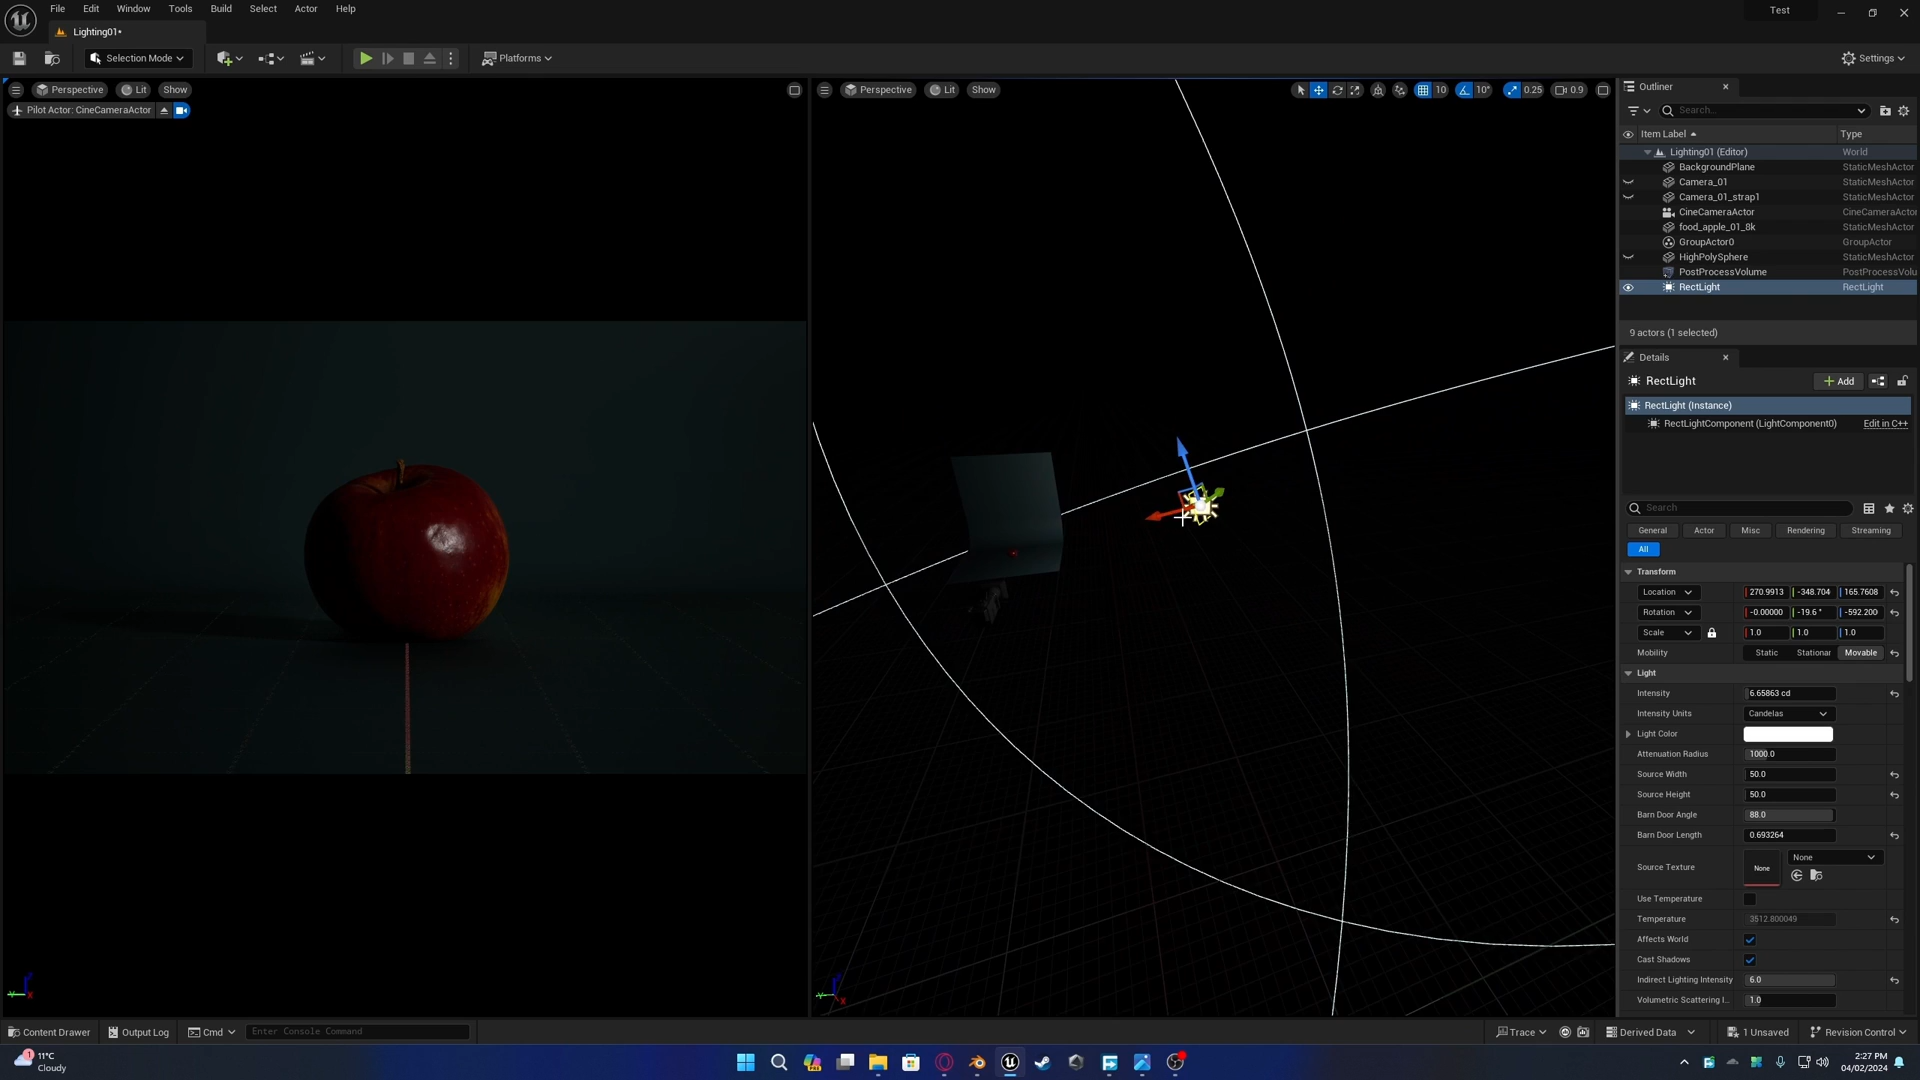 File Edit Window Tools Build Select Actor Help
Test
Lighting01•
Selection Mode
Platforms
Settings
Perspective Lit Show
Pilot Actor: CineCameraActor
Perspective Lit Show
10 10° 0.25 0.9
Outliner
Search...
Item Label Type
Lighting01 (Editor) World
BackgroundPlane StaticMeshActor
Camera_01 StaticMeshActor
Camera_01_strap1 StaticMeshActor
CineCameraActor CineCameraActor
food_apple_01_8k StaticMeshActor
GroupActor0 GroupActor
HighPolySphere StaticMeshActor
PostProcessVolume PostProcessVolu
RectLight RectLight
9 actors (1 selected)
Details
RectLight
Add
RectLight (Instance)
RectLightComponent (LightComponent0) Edit in C++
Search
General Actor Misc Rendering Streaming
All
Transform
Location 270.9913 -348.704 165.7608
Rotation -0.00000 -19.6 ° -592.200
Scale 1.0 1.0 1.0
Mobility Static Stationar Movable
Light
Intensity 6.65863 cd
Intensity Units Candelas
Light Color
Attenuation Radius 1000.0
Source Width 50.0
Source Height 50.0
Barn Door Angle 88.0
Barn Door Length 0.693264
Source Texture None None
Use Temperature
Temperature 3512.800049
Affects World
Cast Shadows
Indirect Lighting Intensity 6.0
Volumetric Scattering I... 1.0
Content Drawer Output Log Cmd Enter Console Command
Trace Derived Data 1 Unsaved Revision Control
1 11°C
Cloudy
2:27 PM
04/02/2024